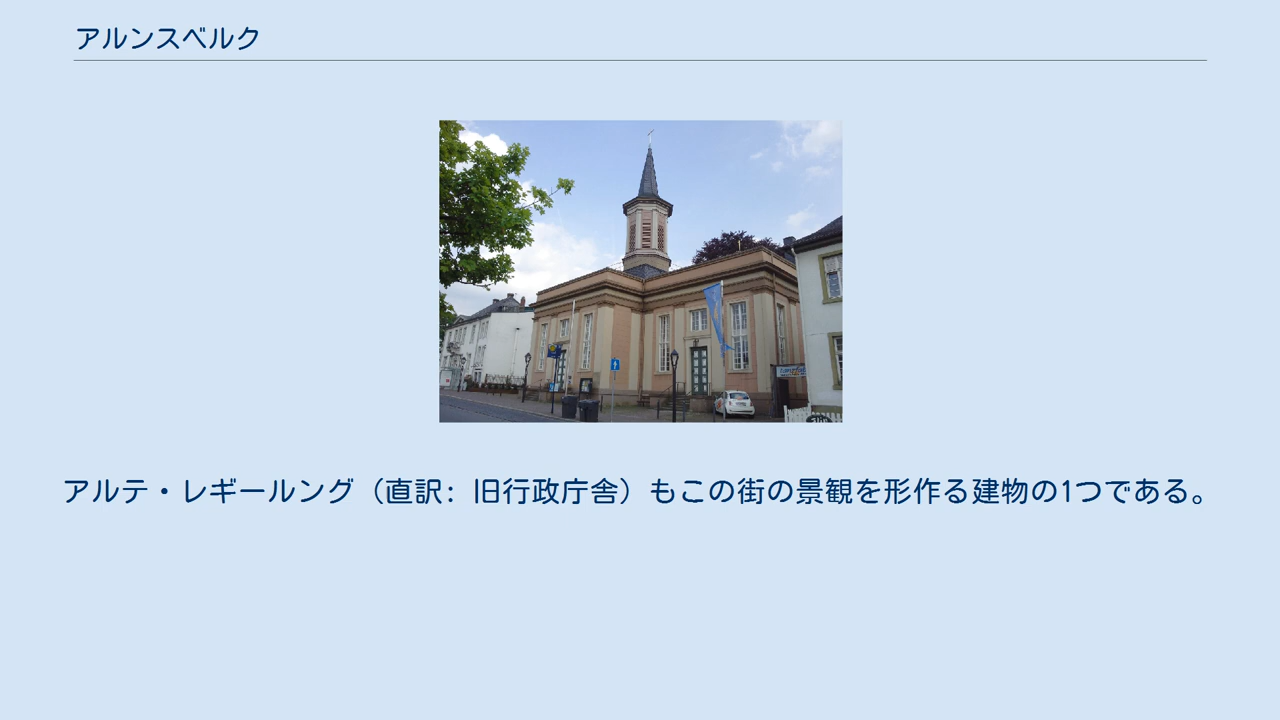 アルンスベルク
アルテ・レギールング（直訳: 旧行政庁舎）もこの街の景観を形作る建物の1つである。